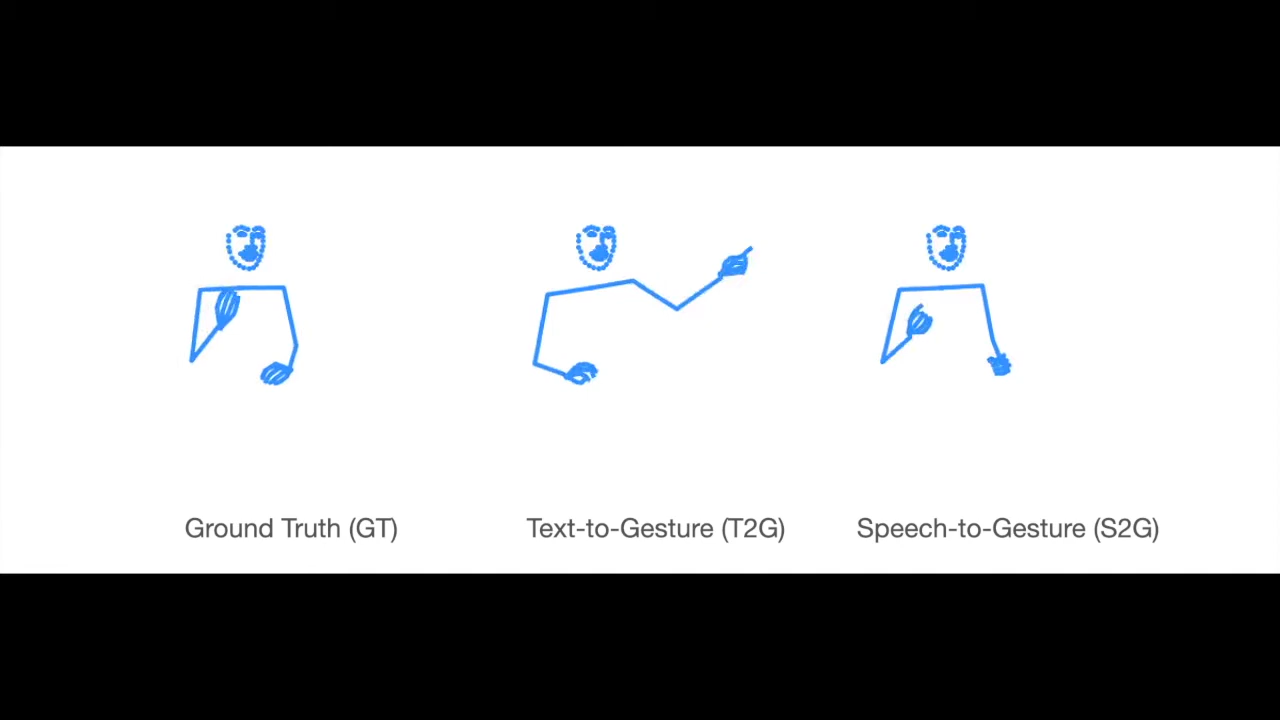 Ground Truth (GT)
Text-to-Gesture (T2G)
Speech-to-Gesture (S2G)